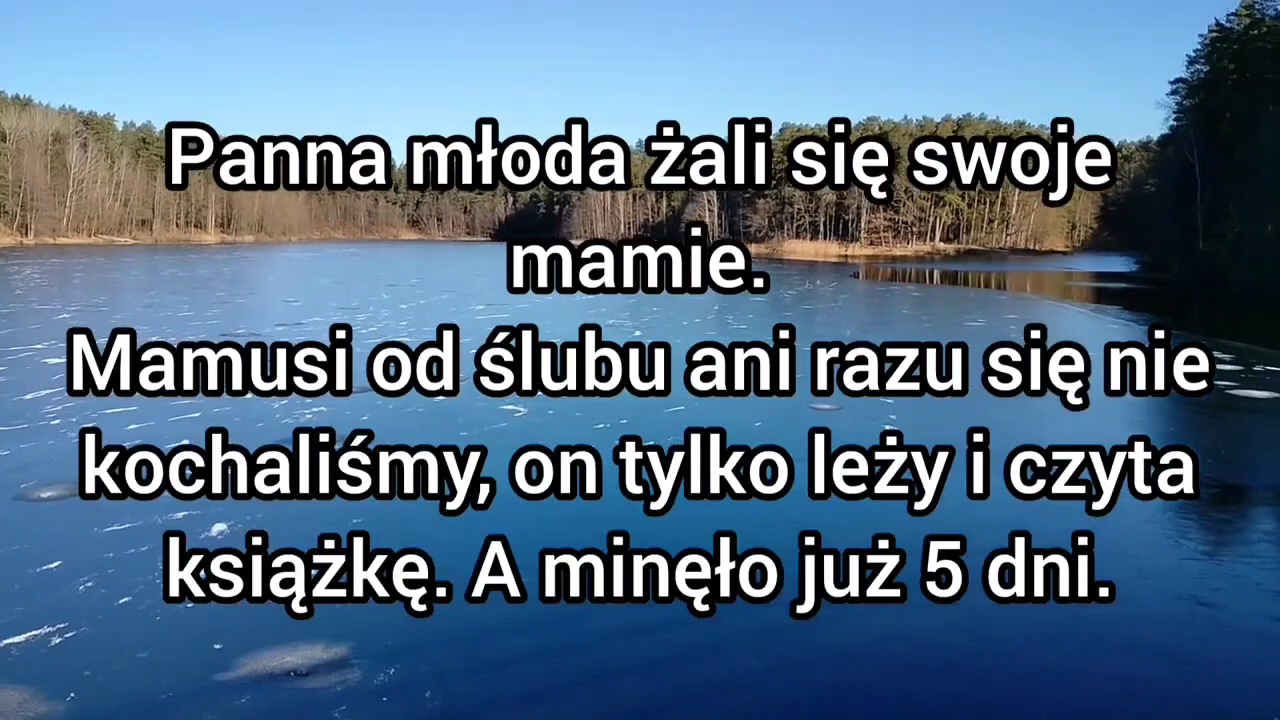 Panna młoda żali się swoje
mamie.
Mamusi od ślubu ani razu się nie
kochaliśmy, on tylko leży i czyta
książkę. A minęło już 5 dni.